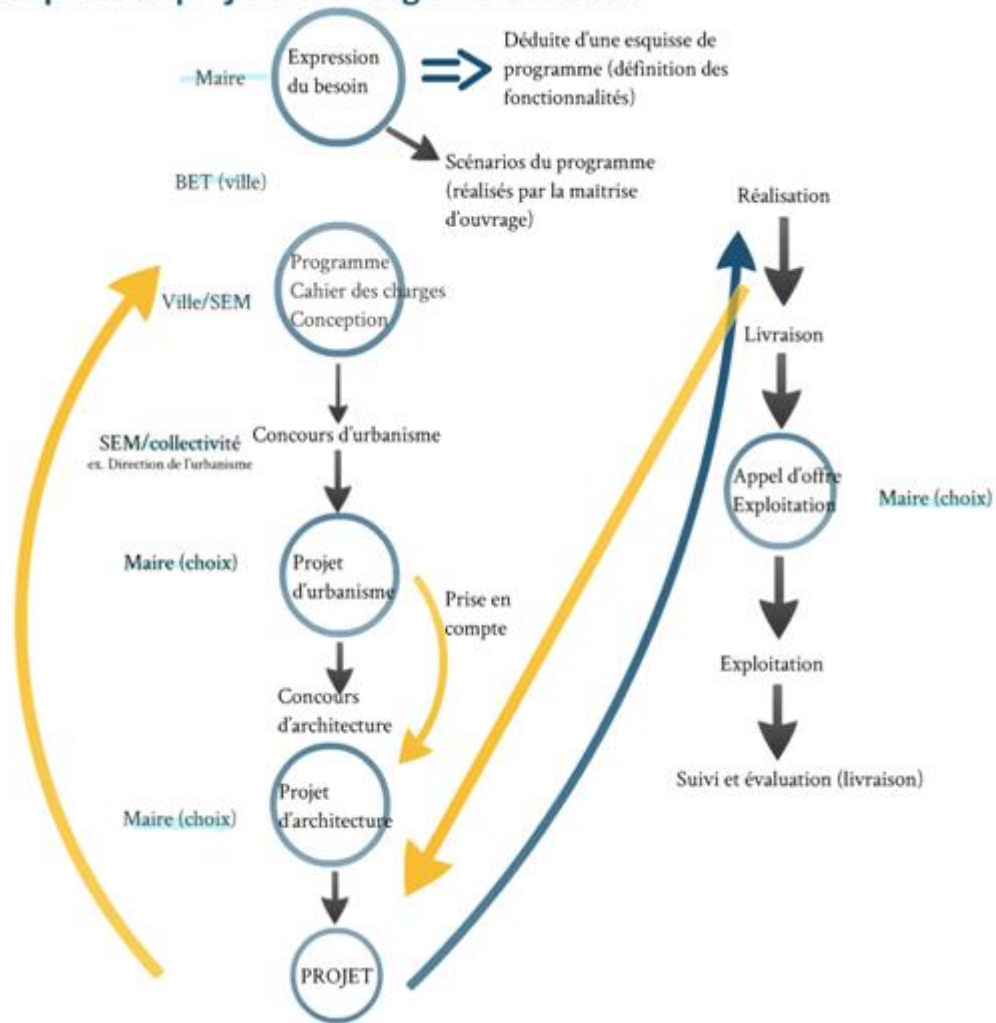 Maire
Expression
du besoin
Déduite d'une esquisse de
programme (définition des
fonctionnalités)
BET (ville)
Scénarios du programme
(réalisés par la maîtrise
d'ouvrage)
Ville/SEM
Programme
Cahier des charges
Conception
SEM/collectivité
ex. Direction de l'urbanisme
Concours d'urbanisme
Maire (choix)
Projet
d'urbanisme
Prise en
compte
Concours
d'architecture
Maire (choix)
Projet
d'architecture
PROJET
Réalisation
Livraison
Appel d'offre
Exploitation
Maire (choix)
Exploitation
Suivi et évaluation (livraison)